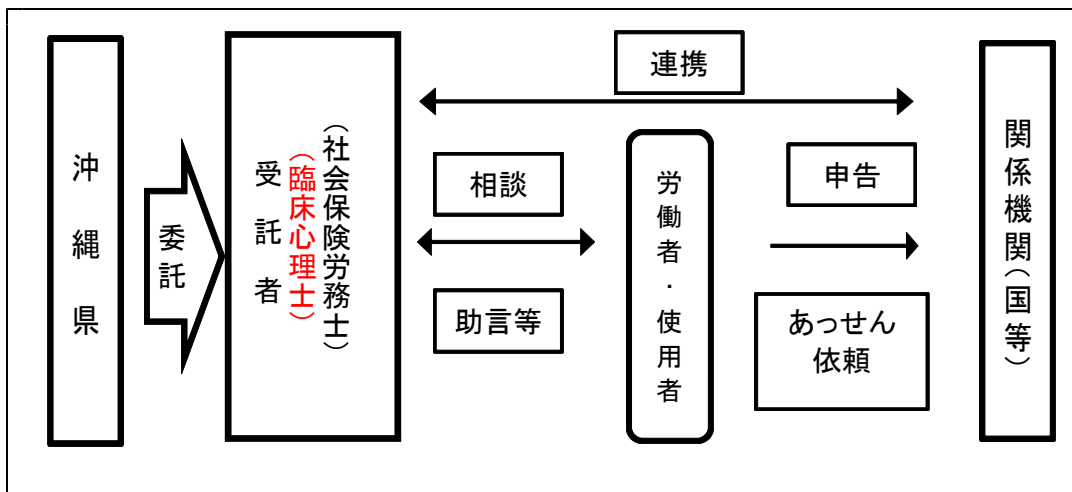 沖縄県
委託
受託者
（社会保険労務士）
（臨床心理士）
連携
相談
助言等
労働者・使用者
申告
あっせん
依頼
関係機関（国等）